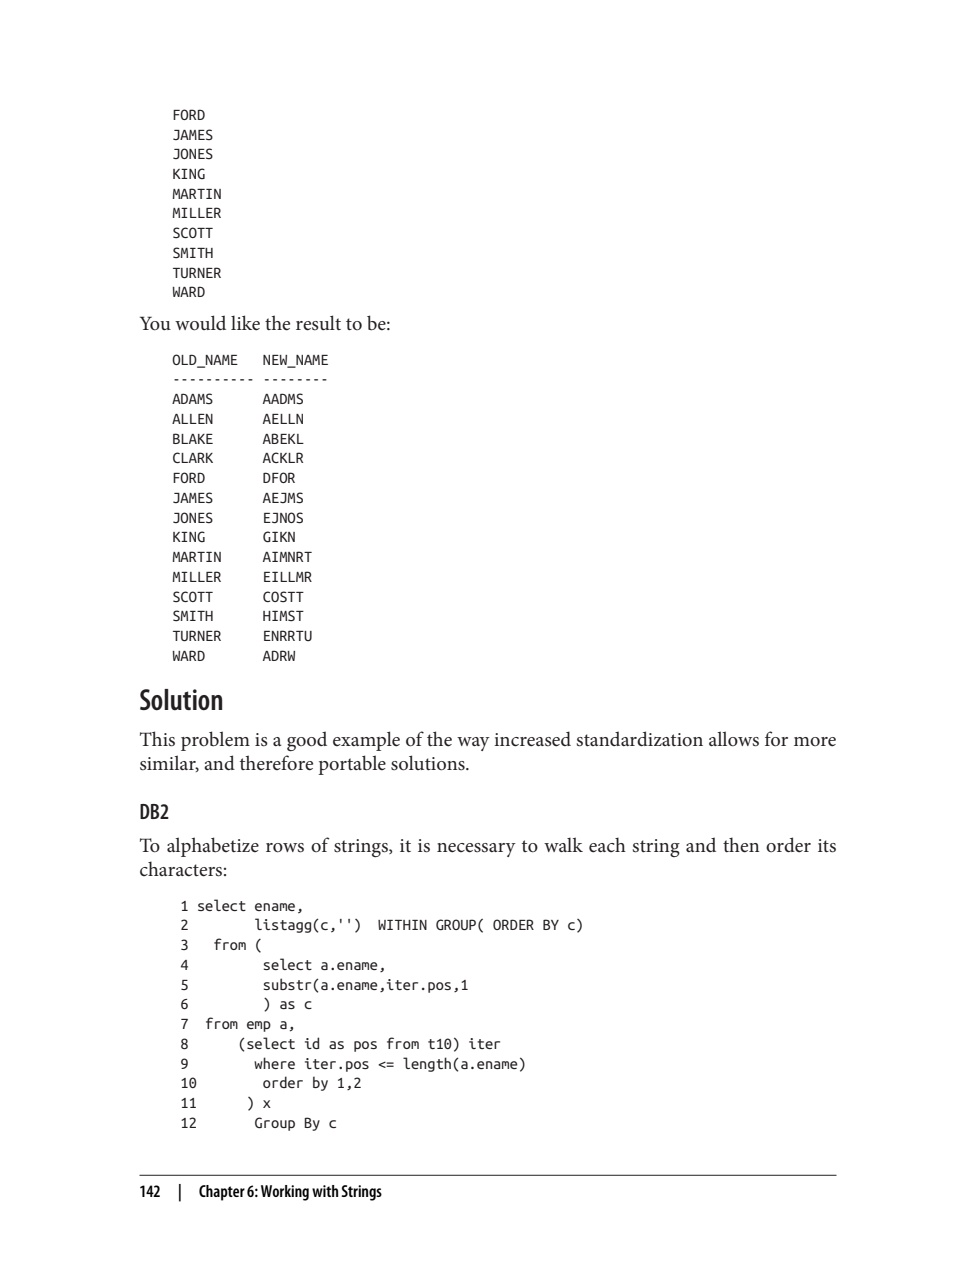 FORD
JAMES
JONES
KING
MARTIN
MILLER
SCOTT
SMITH
TURNER
WARD
You would like the result to be:
OLD_NAME   NEW_NAME
---------- --------
ADAMS      AADMS
ALLEN      AELLN
BLAKE      ABEKL
CLARK      ACKLR
FORD       DFOR
JAMES      AEJMS
JONES      EJNOS
KING       GIKN
MARTIN     AIMNRT
MILLER     EILLMR
SCOTT      COSTT
SMITH      HIMST
TURNER     ENRRTU
WARD       ADRW
Solution
This problem is a good example of the way increased standardization allows for more
similar, and therefore portable solutions.
DB2
To alphabetize rows of strings, it is necessary to walk each string and then order its
characters:
1 select ename,
2        listagg(c,'')  WITHIN GROUP( ORDER BY c)
3   from (
4         select a.ename,
5         substr(a.ename,iter.pos,1
6         ) as c
7  from emp a,
8      (select id as pos from t10) iter
9        where iter.pos <= length(a.ename)
10        order by 1,2
11      ) x
12       Group By c
142 | Chapter 6: Working with Strings